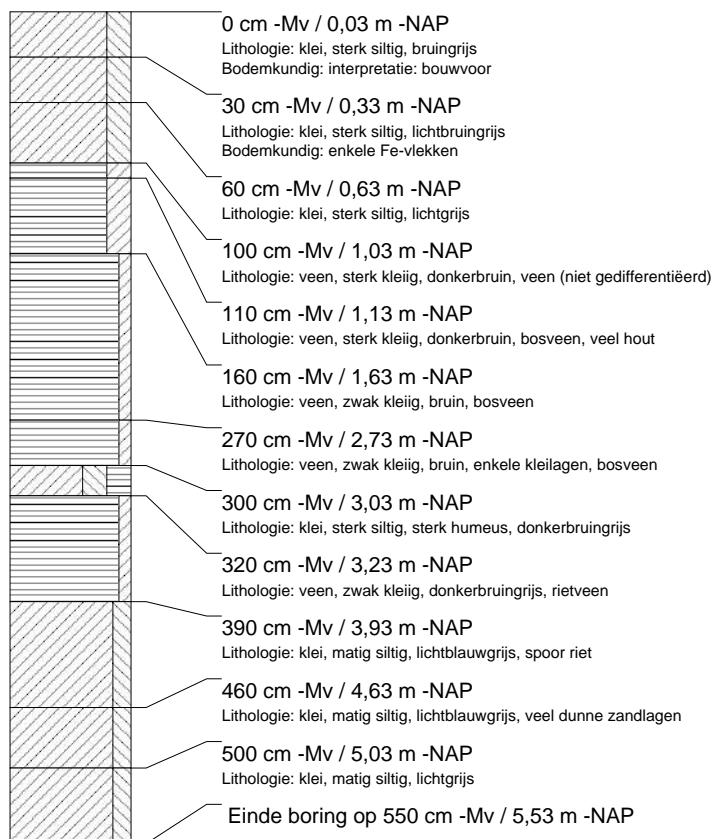 0 cm -Mv / 0,03 m -NAP
Lithologie: klei, sterk siltig, bruingrijs
Bodemkundig: interpretatie: bouwvoor
30 cm -Mv / 0,33 m -NAP
Lithologie: klei, sterk siltig, lichtbruingrijs
Bodemkundig: enkele Fe-vlekken
60 cm -Mv / 0,63 m -NAP
Lithologie: klei, sterk siltig, lichtgrijs
100 cm -Mv / 1,03 m -NAP
Lithologie: veen, sterk kleiig, donkerbruin, veen (niet gedifferentiëerd)
110 cm -Mv / 1,13 m -NAP
Lithologie: veen, sterk kleiig, donkerbruin, bosveen, veel hout
160 cm -Mv / 1,63 m -NAP
Lithologie: veen, zwak kleiig, bruin, bosveen
270 cm -Mv / 2,73 m -NAP
Lithologie: veen, zwak kleiig, bruin, enkele kleilagen, bosveen
300 cm -Mv / 3,03 m -NAP
Lithologie: klei, sterk siltig, sterk humeus, donkerbruingrijs
320 cm -Mv / 3,23 m -NAP
Lithologie: veen, zwak kleiig, donkerbruingrijs, rietveen
390 cm -Mv / 3,93 m -NAP
Lithologie: klei, matig siltig, lichtblauwgrijs, spoor riet
460 cm -Mv / 4,63 m -NAP
Lithologie: klei, matig siltig, lichtblauwgrijs, veel dunne zandlagen
500 cm -Mv / 5,03 m -NAP
Lithologie: klei, matig siltig, lichtgrijs
Einde boring op 550 cm -Mv / 5,53 m -NAP